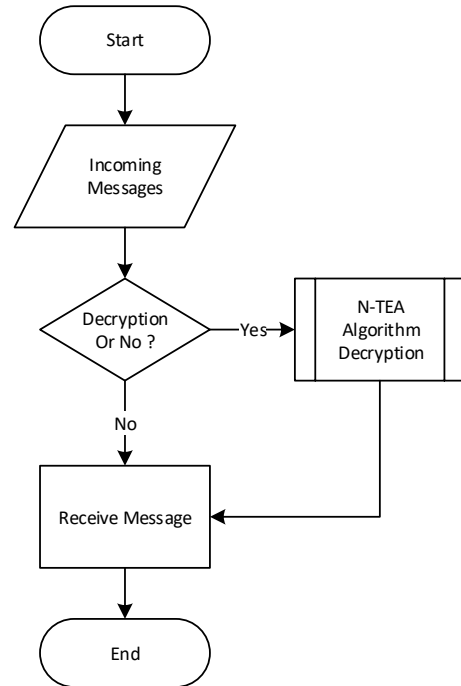 Start
Incoming
Messages
Decryption
Or No ?
Yes
N-TEA
Algorithm
Decryption
No
Receive Message
End